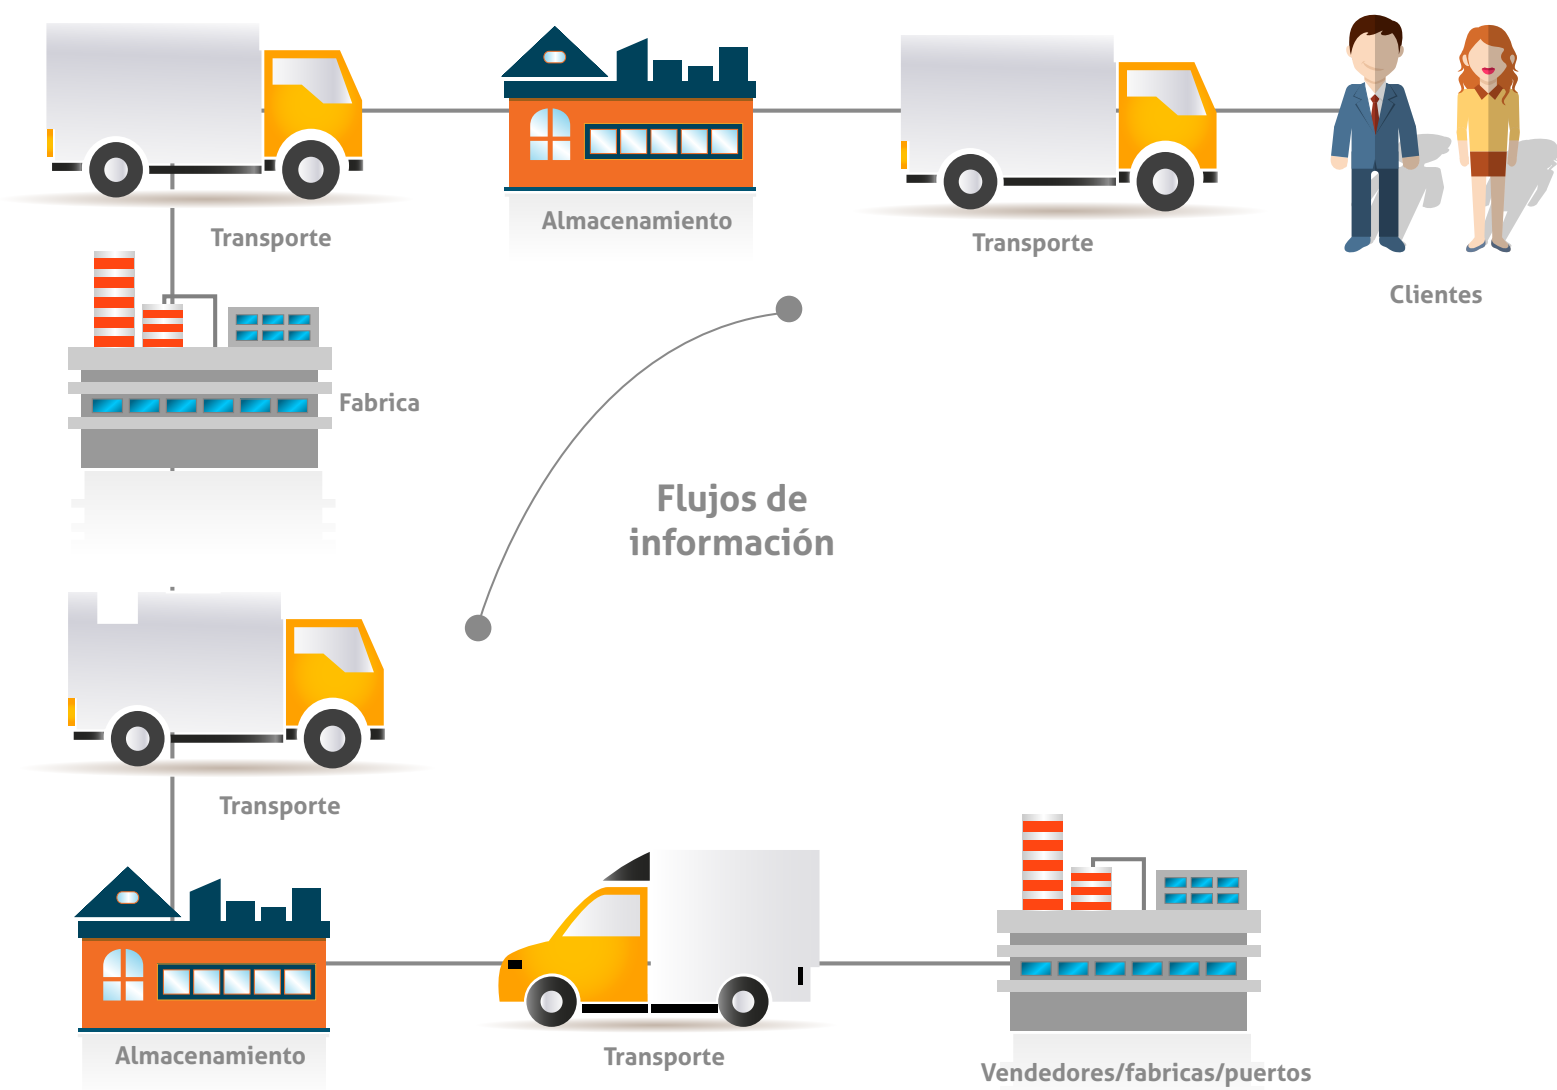 Transporte
Almacenamiento
Transporte
Clientes
Fabrica
Flujos de
información
Transporte
Almacenamiento
Transporte
Vendedores/fabricas/puertos